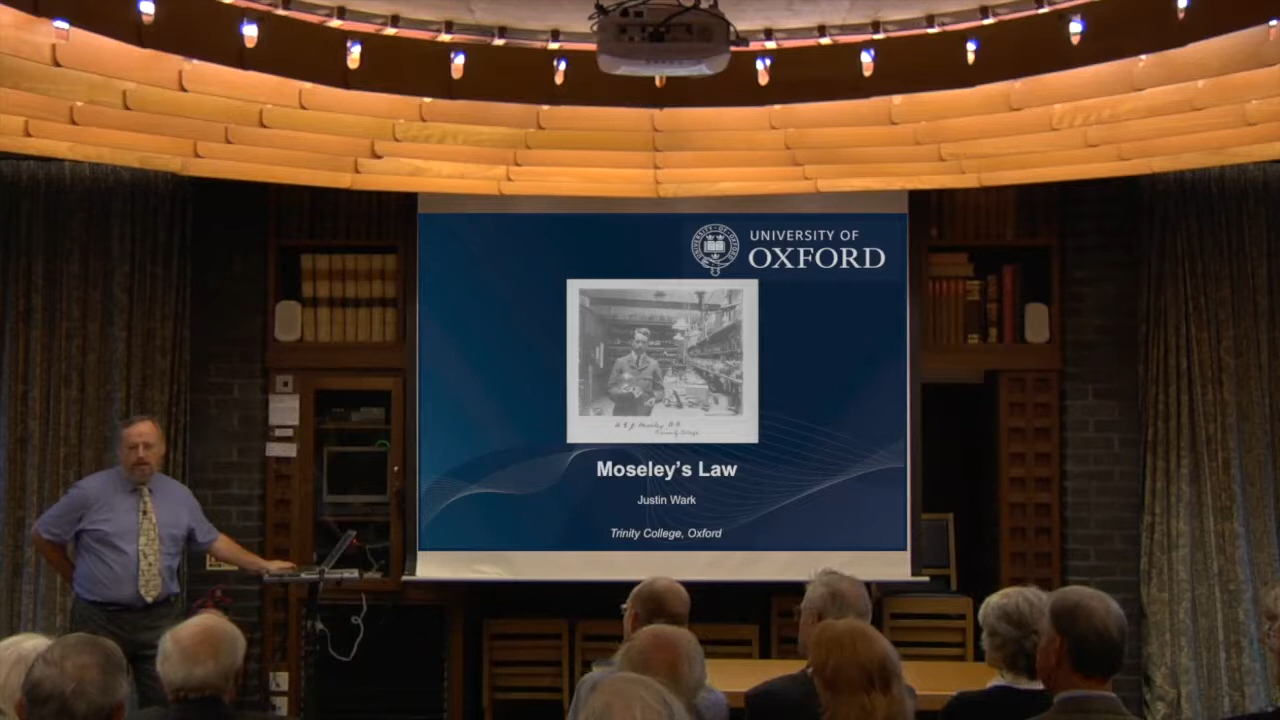 UNIVERSITY OF
OXFORD
Moseley's Law
Justin Wark
Trinity College, Oxford